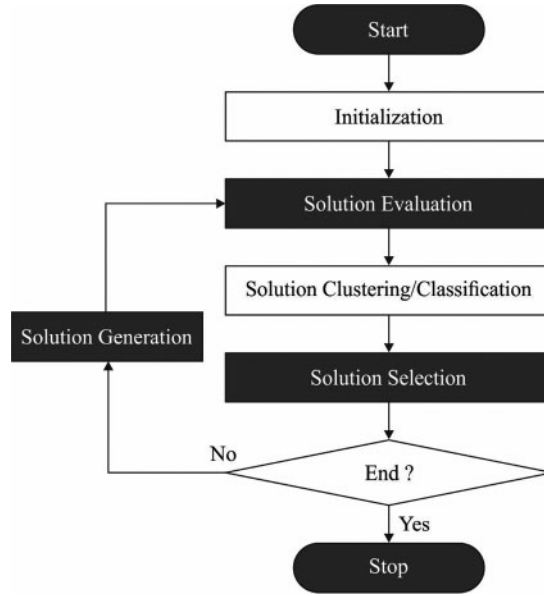 Start
Initialization
Solution Evaluation
Solution Clustering/Classification
Solution Generation
Solution Selection
No
End ?
Yes
Stop